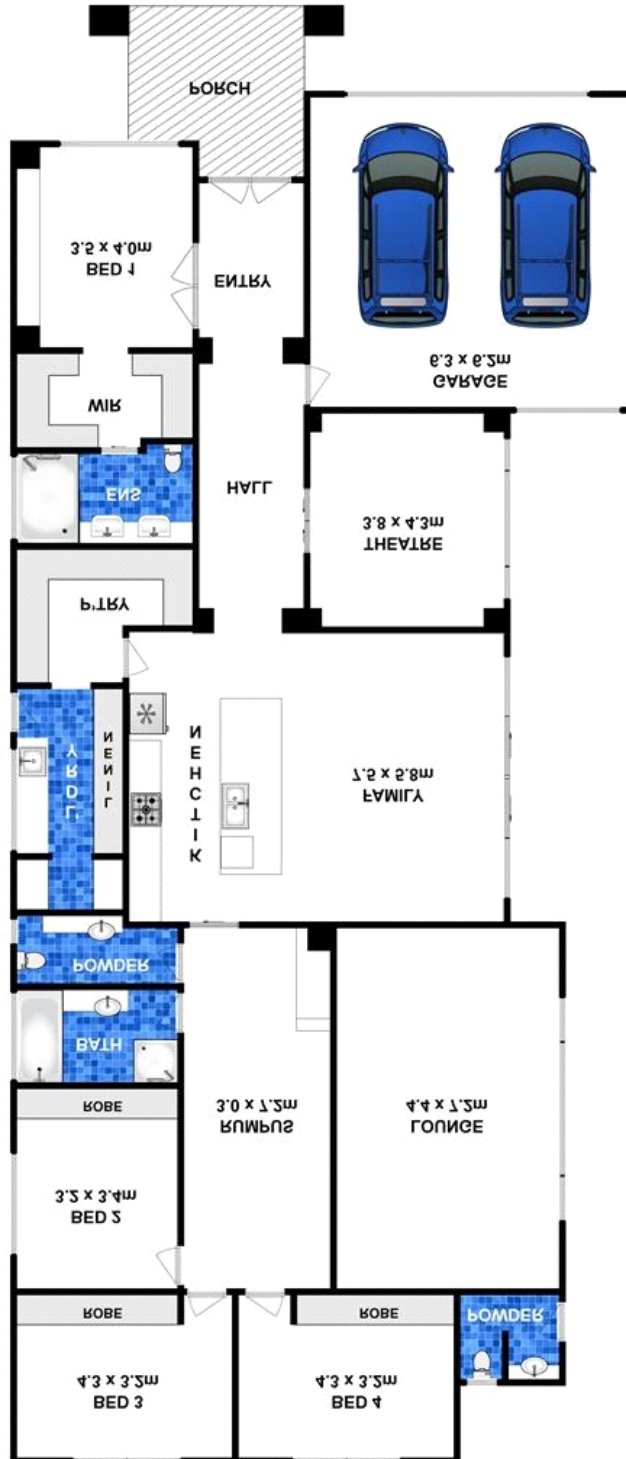 PORCH
BED 1
3.5 x 4.0m
ENTRY
GARAGE
6.3 x 6.2m
WIR
ENS
HALL
THEATRE
3.8 x 4.3m
P'TRY
L'DRY
LINEN
KITCHEN
FAMILY
7.5 x 5.8m
POWDER
BATH
ROBE
RUMPUS
3.0 x 7.2m
LOUNGE
4.4 x 7.2m
BED 2
3.2 x 3.4m
ROBE
ROBE
POWDER
BED 3
4.3 x 3.2m
BED 4
4.3 x 3.2m